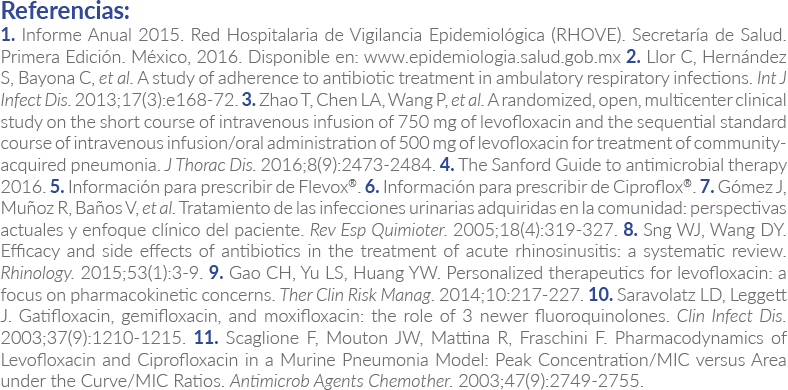 Referencias:
1. Informe Anual 2015. Red Hospitalaria de Vigilancia Epidemiológica (RHOVE). Secretaría de Salud.
Primera Edición. México, 2016. Disponible en: www.epidemiologia.salud.gob.mx 2. Llor C, Hernández
S, Bayona C, et al. A study of adherence to antibiotic treatment in ambulatory respiratory infections. Int J
Infect Dis. 2013;17(3):e168-72. 3. Zhao T, Chen LA, Wang P, et al. A randomized, open, multicenter clinical
study on the short course of intravenous infusion of 750 mg of levofloxacin and the sequential standard
course of intravenous infusion/oral administration of 500 mg of levofloxacin for treatment of community-
acquired pneumonia. J Thorac Dis. 2016;8(9):2473-2484. 4. The Sanford Guide to antimicrobial therapy
2016. 5. Información para prescribir de Flevox®. 6. Información para prescribir de Ciproflox®. 7. Gómez J,
Muñoz R, Baños V, et al. Tratamiento de las infecciones urinarias adquiridas en la comunidad: perspectivas
actuales y enfoque clínico del paciente. Rev Esp Quimioter. 2005;18(4):319-327. 8. Sng WJ, Wang DY.
Efficacy and side effects of antibiotics in the treatment of acute rhinosinusitis: a systematic review.
Rhinology. 2015;53(1):3-9. 9. Gao CH, Yu LS, Huang YW. Personalized therapeutics for levofloxacin: a
focus on pharmacokinetic concerns. Ther Clin Risk Manag. 2014;10:217-227. 10. Saravolatz LD, Leggett
J. Gatifloxacin, gemifloxacin, and moxifloxacin: the role of 3 newer fluoroquinolones. Clin Infect Dis.
2003;37(9):1210-1215. 11. Scaglione F, Mouton JW, Mattina R, Fraschini F. Pharmacodynamics of
Levofloxacin and Ciprofloxacin in a Murine Pneumonia Model: Peak Concentration/MIC versus Area
under the Curve/MIC Ratios. Antimicrob Agents Chemother. 2003;47(9):2749-2755.